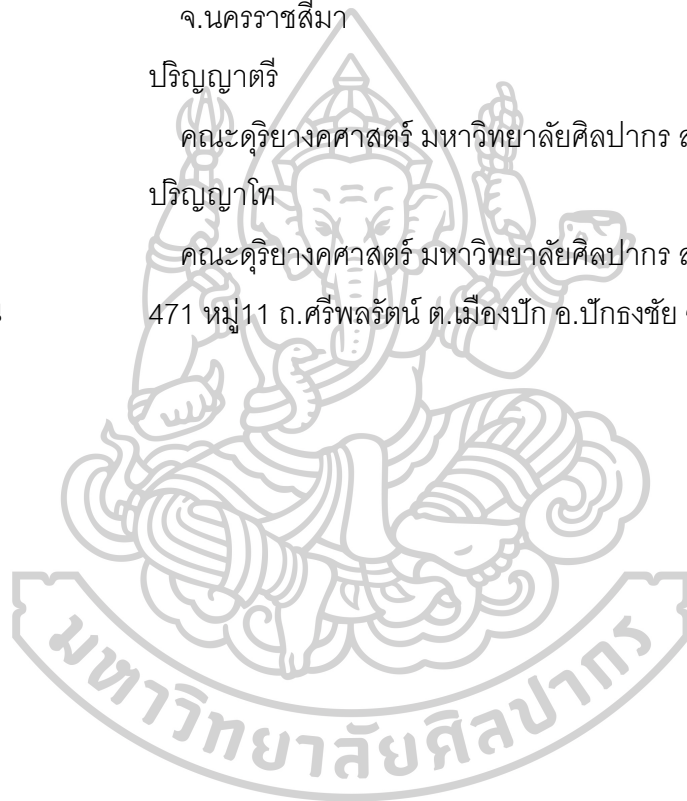 จ.นครราชสีมา
ปริญญาตรี
คณะดุริยางคศาสตร์ มหาวิทยาลัยศิลปากร
ปริญญาโท
คณะดุริยางคศาสตร์ มหาวิทยาลัยศิลปากร
471 หมู่11 ถ.ศรีพลรัตน์ ต.เมืองปัก อ.ปักธงชัย
มหาวิทยาลัยศิลปากร